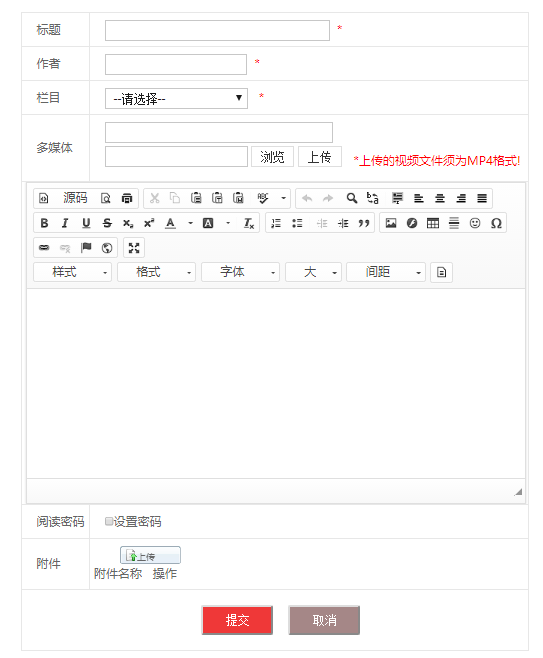 标题 *
作者 *
栏目 --请选择-- *
多媒体
浏览 上传 *上传的视频文件须为MP4格式!
源码
样式 格式 字体 大 间距
阅读密码 设置密码
附件 上传
附件名称 操作
提交 取消